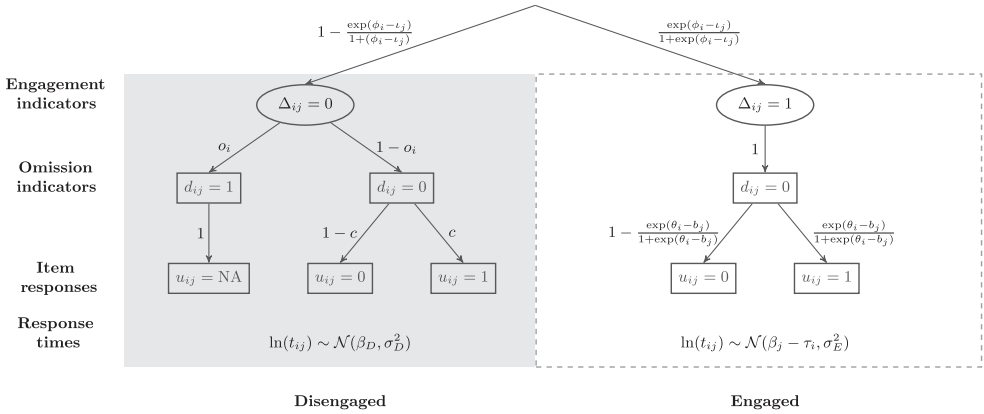 1 − exp(ϕᵢ−ιⱼ) / 1+(ϕᵢ−ιⱼ)    exp(ϕᵢ−ιⱼ) / 1+exp(ϕᵢ−ιⱼ)
Engagement
indicators
Δᵢⱼ = 0    Δᵢⱼ = 1
oᵢ    1−oᵢ    1
Omission
indicators
dᵢⱼ = 1    dᵢⱼ = 0    dᵢⱼ = 0
1    1 − c    c    1 − exp(θᵢ−bⱼ) / 1+exp(θᵢ−bⱼ)    exp(θᵢ−bⱼ) / 1+exp(θᵢ−bⱼ)
Item
responses
uᵢⱼ = NA    uᵢⱼ = 0    uᵢⱼ = 1    uᵢⱼ = 0    uᵢⱼ = 1
Response
times
ln(tᵢⱼ) ∼ 𝒩(β_D, σ²_D)    ln(tᵢⱼ) ∼ 𝒩(βⱼ − τᵢ, σ²_E)
Disengaged    Engaged